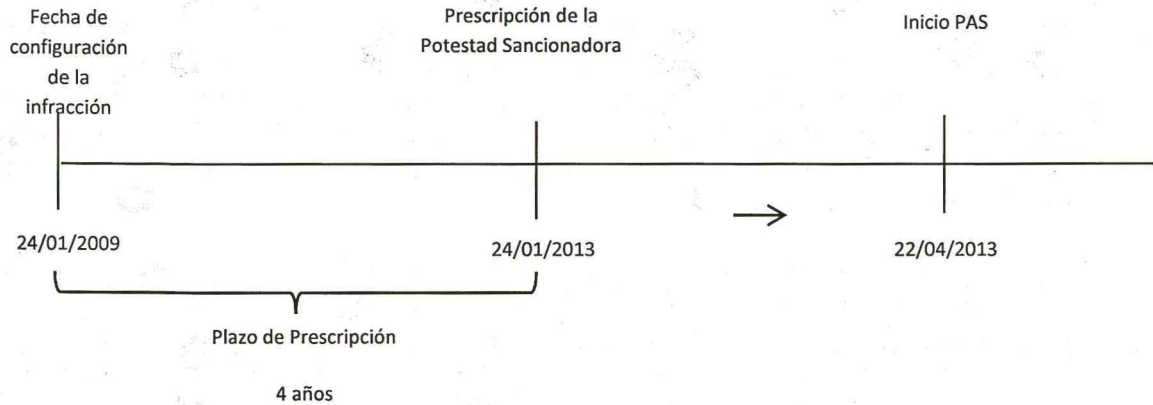 Fecha de
configuración
de la
infracción
Prescripción de la
Potestad Sancionadora
Inicio PAS
24/01/2009
24/01/2013
22/04/2013
Plazo de Prescripción
4 años